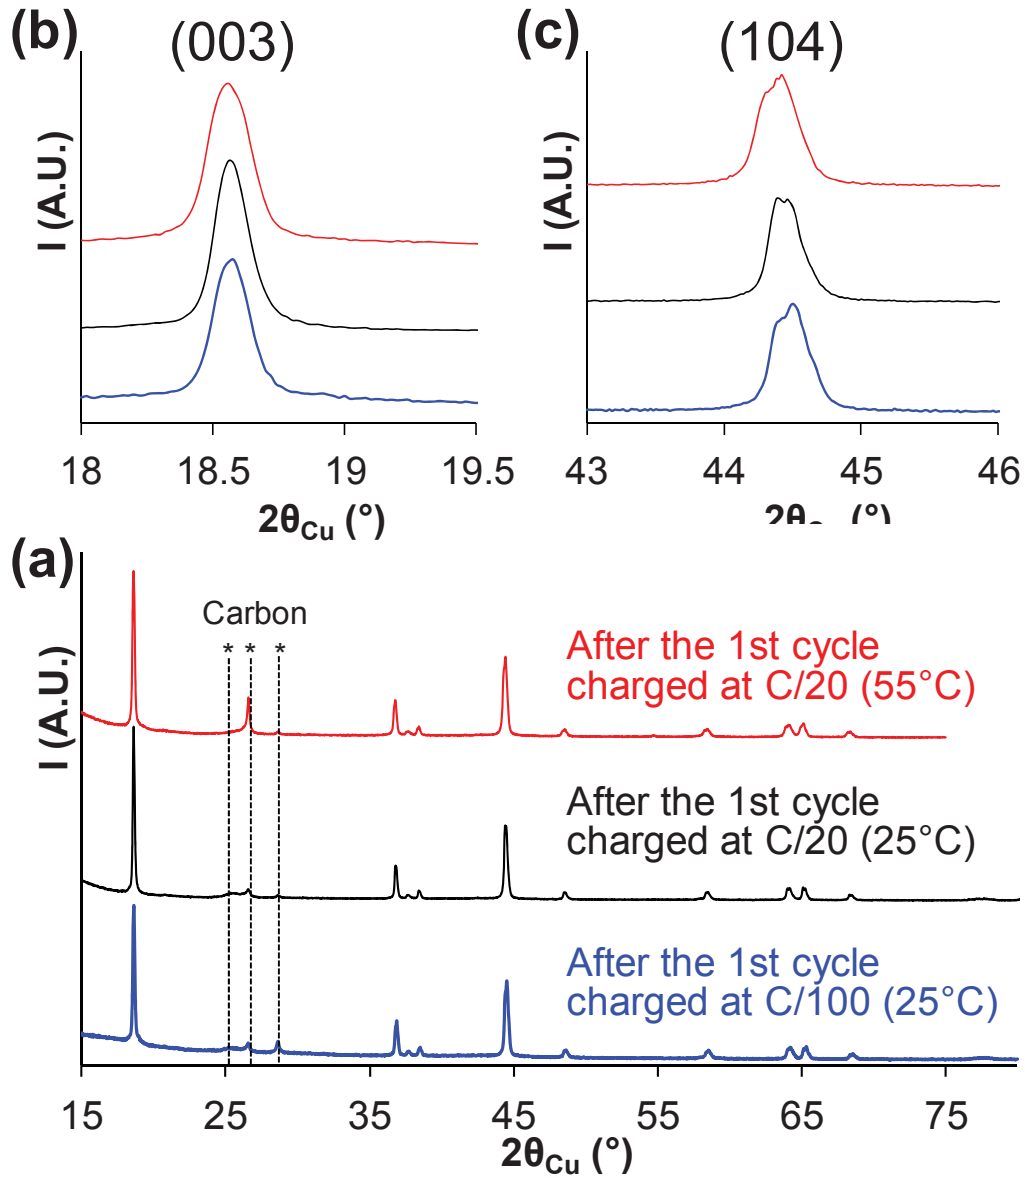 (b)
(003)
I (A.U.)
18
18.5
19
19.5
2θCu (°)
(c)
(104)
I (A.U.)
43
44
45
46
(°)
(a)
Carbon
* * *
I (A.U.)
After the 1st cycle
charged at C/20 (55°C)
After the 1st cycle
charged at C/20 (25°C)
After the 1st cycle
charged at C/100 (25°C)
15
25
35
45
55
65
75
2θCu (°)